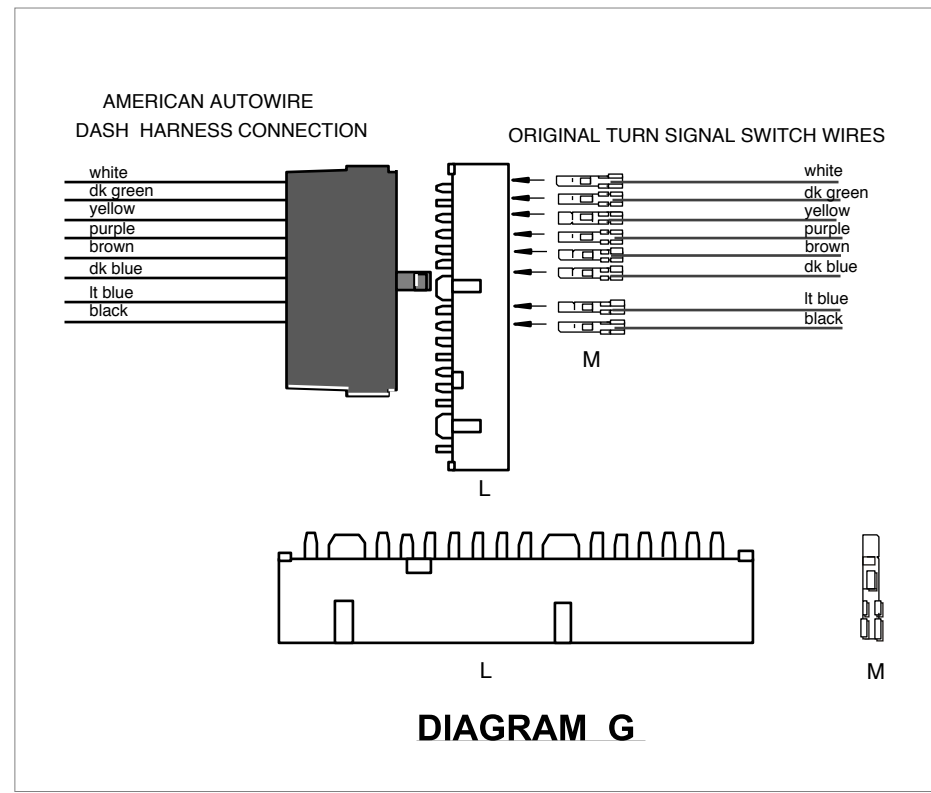 AMERICAN AUTOWIRE
DASH HARNESS CONNECTION
white
dk green
yellow
purple
brown
dk blue
lt blue
black
ORIGINAL TURN SIGNAL SWITCH WIRES
white
dk green
yellow
purple
brown
dk blue
lt blue
black
M
L
L
M
DIAGRAM G